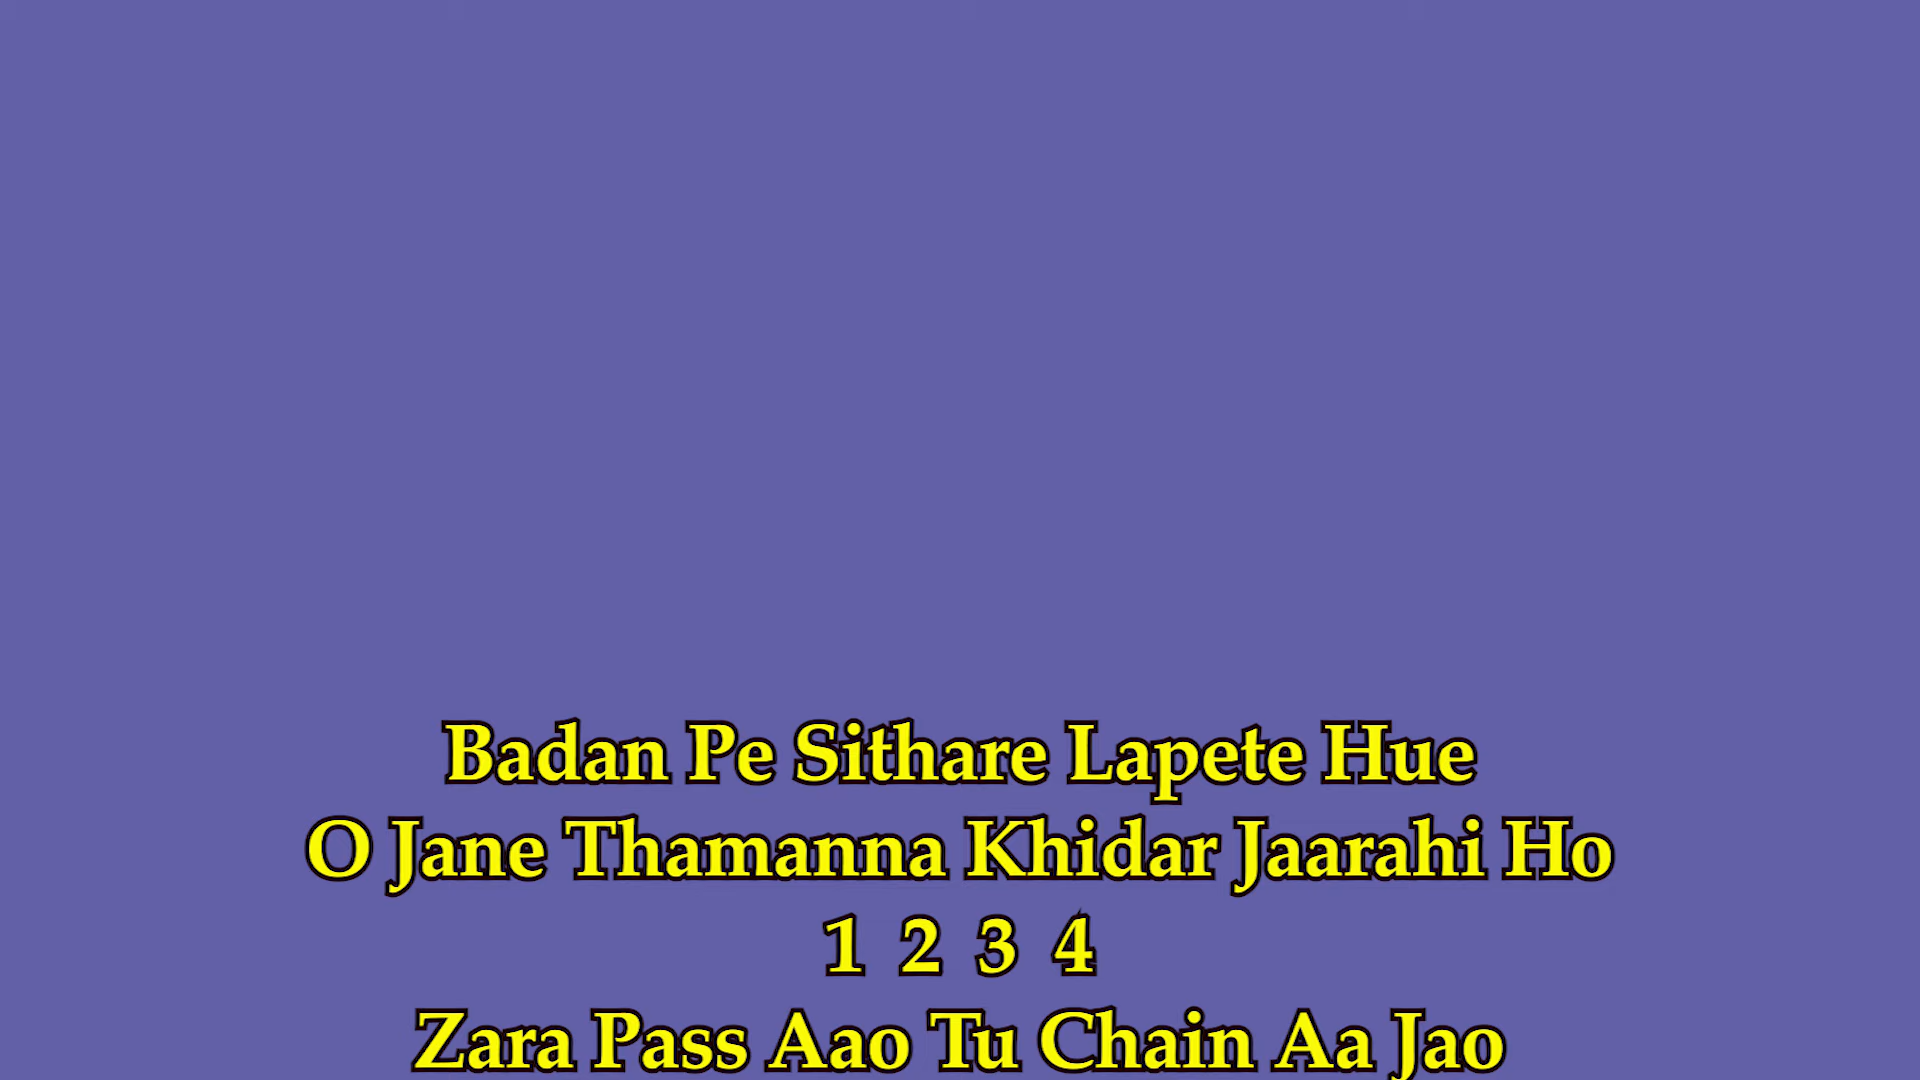 Badan Pe Sithare Lapete Hue
O Jane Thamanna Khidar Jaarahi Ho
1 2 3 4
Zara Pass Aao Tu Chain Aa Jao